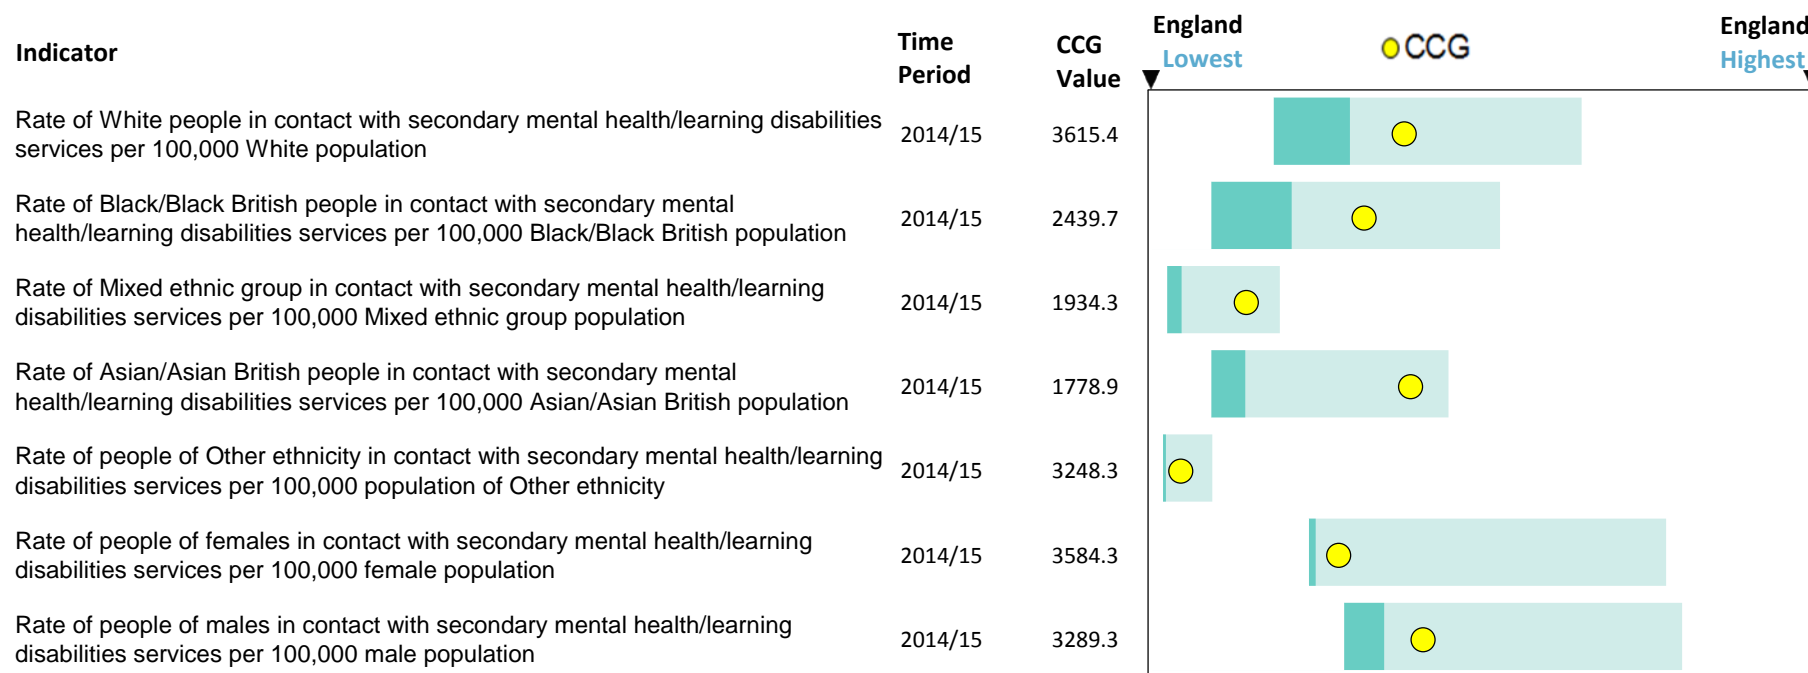 Indicator
Time
Period
CCG
Value
England
Lowest
CCG
England
Highest
Rate of White people in contact with secondary mental health/learning disabilities
services per 100,000 White population
2014/15
3615.4
Rate of Black/Black British people in contact with secondary mental
health/learning disabilities services per 100,000 Black/Black British population
2014/15
2439.7
Rate of Mixed ethnic group in contact with secondary mental health/learning
disabilities services per 100,000 Mixed ethnic group population
2014/15
1934.3
Rate of Asian/Asian British people in contact with secondary mental
health/learning disabilities services per 100,000 Asian/Asian British population
2014/15
1778.9
Rate of people of Other ethnicity in contact with secondary mental health/learning
disabilities services per 100,000 population of Other ethnicity
2014/15
3248.3
Rate of people of females in contact with secondary mental health/learning
disabilities services per 100,000 female population
2014/15
3584.3
Rate of people of males in contact with secondary mental health/learning
disabilities services per 100,000 male population
2014/15
3289.3